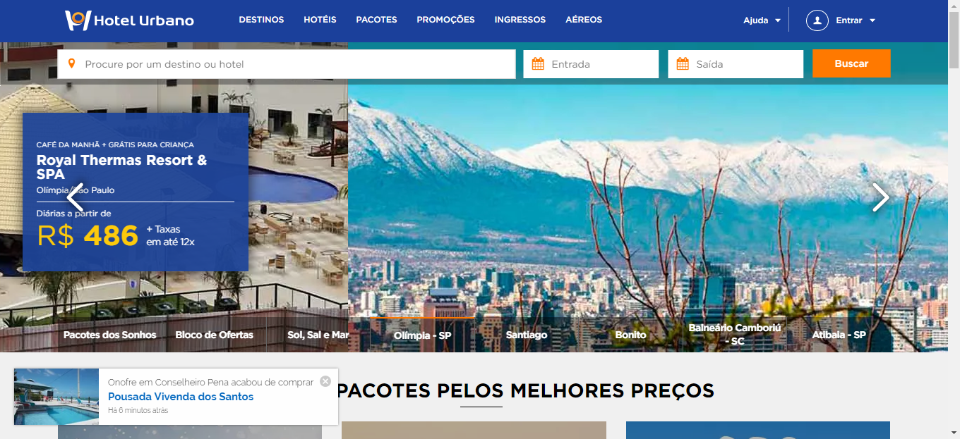 Hotel Urbano
DESTINOS HOTÉIS PACOTES PROMOÇÕES INGRESSOS AÉREOS
Ajuda
Entrar
Procure por um destino ou hotel
Entrada
Saída
Buscar
CAFÉ DA MANHÃ + GRÁTIS PARA CRIANÇA
Royal Thermas Resort &
SPA
Olímpia/São Paulo
Diárias a partir de
R$ 486
+ Taxas
em até 12x
Pacotes dos Sonhos
Bloco de Ofertas
Sol, Sal e Mar
Olímpia - SP
Santiago
Bonito
Balneário Camboriú
- SC
Atibaia - SP
Onofre em Conselheiro Pena acabou de comprar
Pousada Vivenda dos Santos
Há 6 minutos atrás
PACOTES PELOS MELHORES PREÇOS